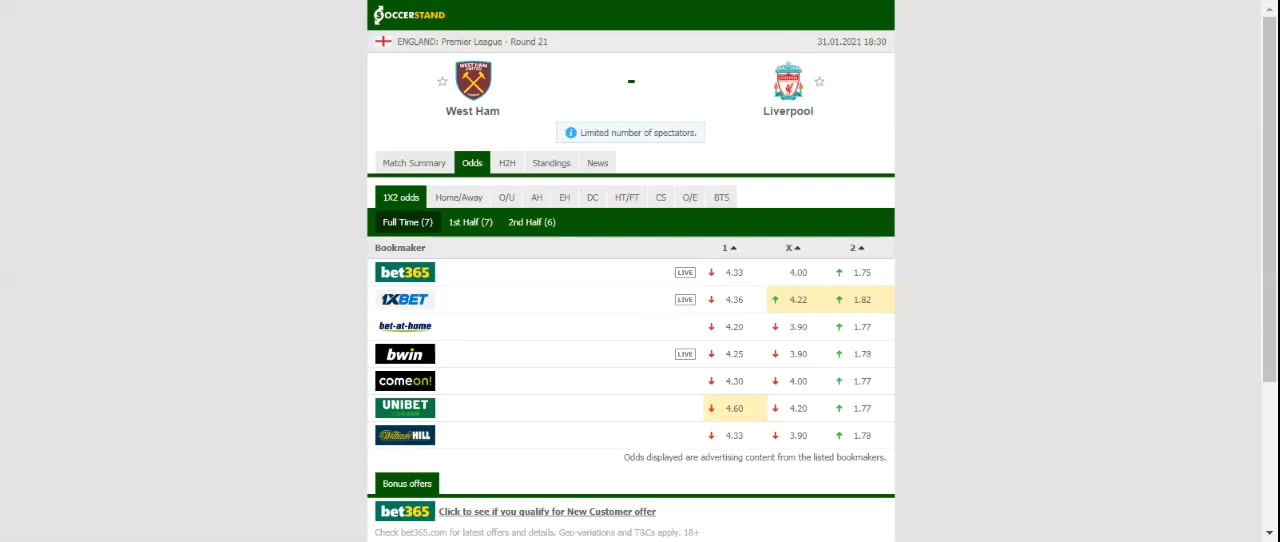 SOCCERSTAND
ENGLAND: Premier League - Round 21 31.01.2021 18:30
WEST HAM UNITED
-
West Ham Liverpool
Limited number of spectators.
Match Summary Odds H2H Standings News
1X2 odds Home/Away O/U AH EH DC HT/FT CS O/E BTS
Full Time (7) 1st Half (7) 2nd Half (6)
Bookmaker 1 X 2
bet365 LIVE 4.33 4.00 1.75
1XBET LIVE 4.36 4.22 1.82
bet-at-home 4.20 3.90 1.77
bwin LIVE 4.25 3.90 1.78
comeon! 4.30 4.00 1.77
UNIBET 4.60 4.20 1.77
William HILL 4.33 3.90 1.78
Odds displayed are advertising content from the listed bookmakers.
Bonus offers
bet365 Click to see if you qualify for New Customer offer
Check bet365.com for latest offers and details. Geo-variations and T&Cs apply. 18+